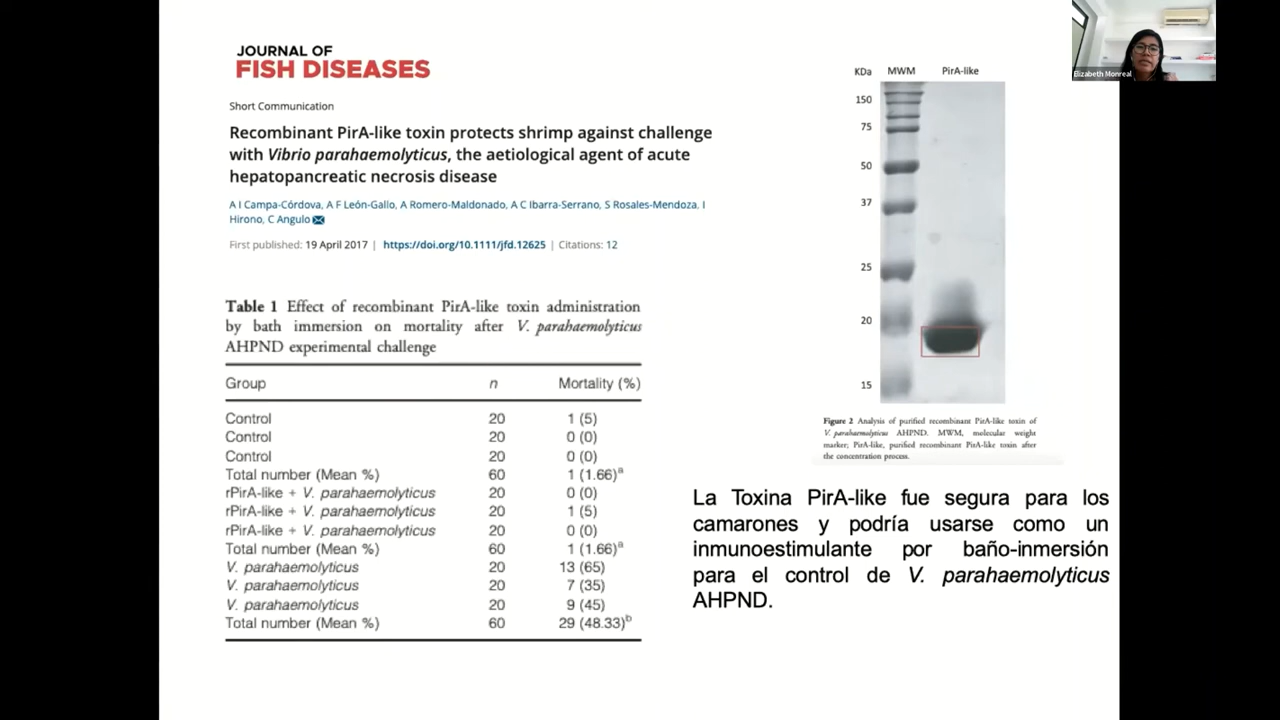 JOURNAL OF
FISH DISEASES
Short Communication
Recombinant PirA-like toxin protects shrimp against challenge
with Vibrio parahaemolyticus, the aetiological agent of acute
hepatopancreatic necrosis disease
A I Campa-Córdova, A F León-Gallo, A Romero-Maldonado, A C Ibarra-Serrano, S Rosales-Mendoza, I
Hirono, C Angulo
First published: 19 April 2017 | https://doi.org/10.1111/jfd.12625 | Citations: 12
Table 1 Effect of recombinant PirA-like toxin administration
by bath immersion on mortality after V. parahaemolyticus
AHPND experimental challenge
Group n Mortality (%)
Control 20 1 (5)
Control 20 0 (0)
Control 20 0 (0)
Total number (Mean %) 60 1 (1.66)a
rPirA-like + V. parahaemolyticus 20 0 (0)
rPirA-like + V. parahaemolyticus 20 1 (5)
rPirA-like + V. parahaemolyticus 20 0 (0)
Total number (Mean %) 60 1 (1.66)a
V. parahaemolyticus 20 13 (65)
V. parahaemolyticus 20 7 (35)
V. parahaemolyticus 20 9 (45)
Total number (Mean %) 60 29 (48.33)b
KDa MWM PirA-like
150
75
50
37
25
20
15
Figure 2 Analysis of purified recombinant PirA-like toxin of
V. parahaemolyticus AHPND. MWM, molecular weight
marker; PirA-like, purified recombinant PirA-like toxin after
the concentration process.
La Toxina PirA-like fue segura para los
camarones y podría usarse como un
inmunoestimulante por baño-inmersión
para el control de V. parahaemolyticus
AHPND.
Elizabeth Monreal